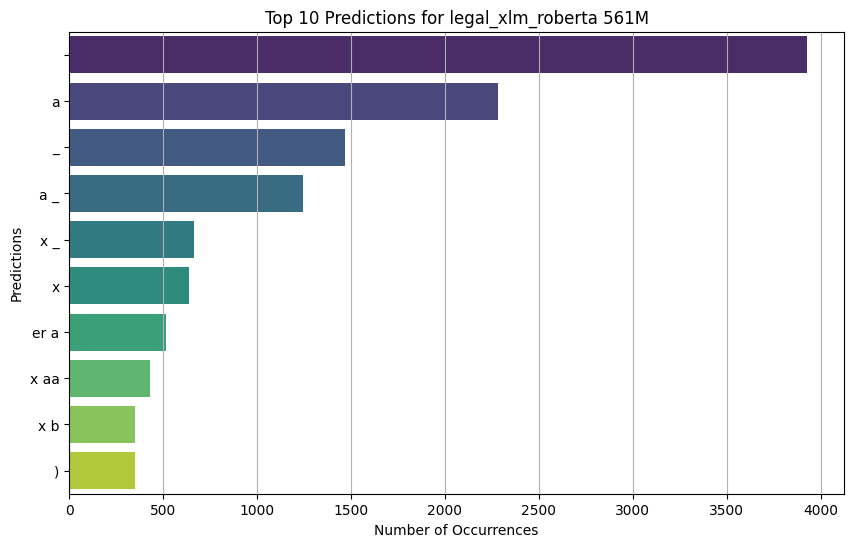 Top 10 Predictions for legal_xlm_roberta 561M
Predictions
a
_
a _
x _
x
er a
x aa
x b
)
0 500 1000 1500 2000 2500 3000 3500 4000
Number of Occurrences